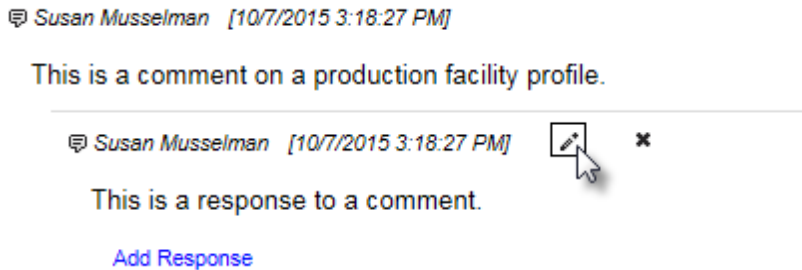 Susan Musselman [10/7/2015 3:18:27 PM]
This is a comment on a production facility profile.
Susan Musselman [10/7/2015 3:18:27 PM]
This is a response to a comment.
Add Response